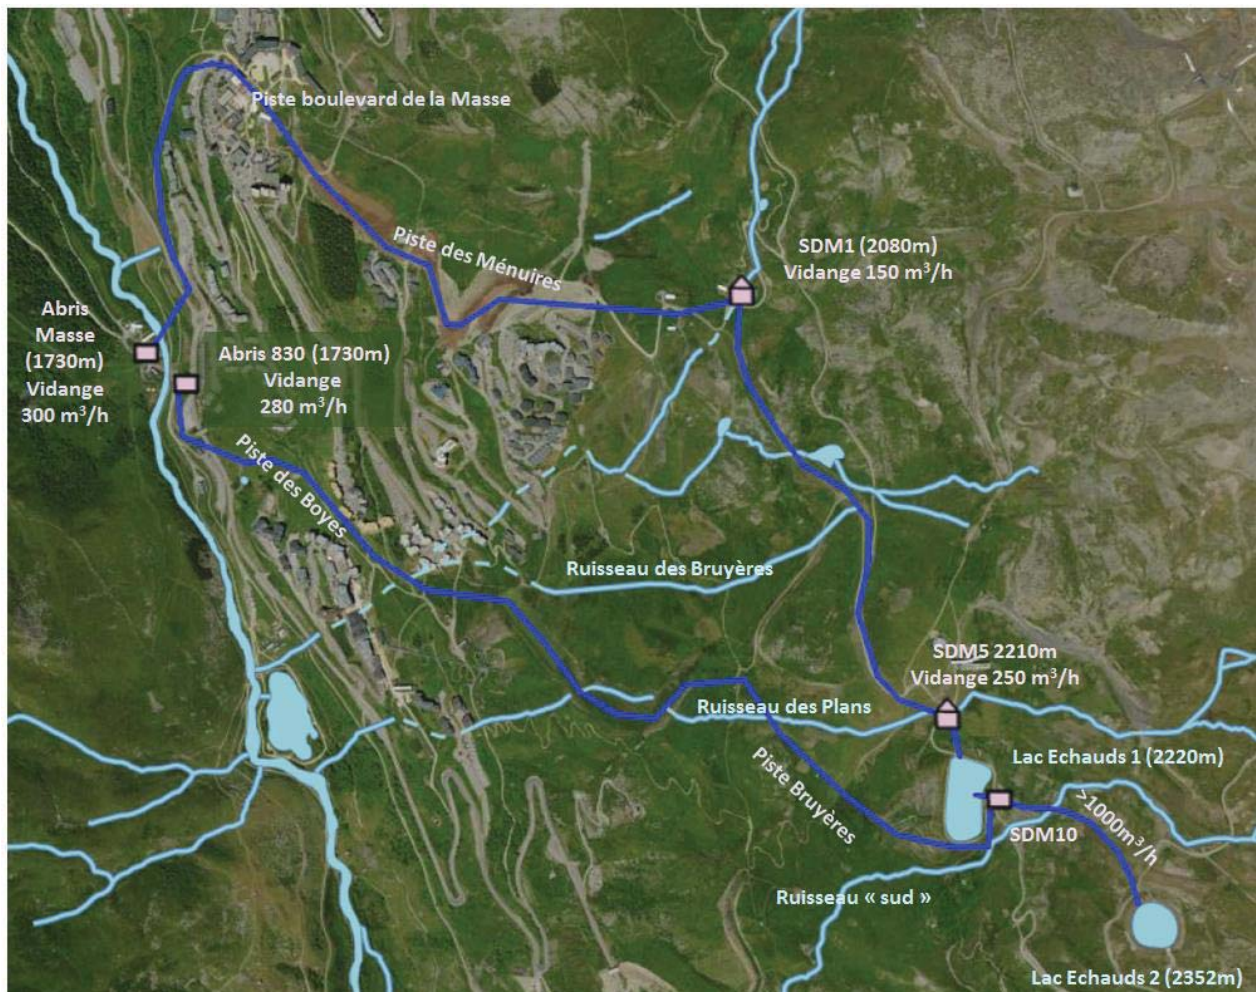 Piste boulevard de la Masse
Piste des Ménuires
SDM1 (2080m)
Vidange 150 m³/h
Abris
Masse
(1730m)
Vidange
300 m³/h
Abris 830 (1730m)
Vidange
280 m³/h
Piste des Boyes
Ruisseau des Bruyères
SDM5 2210m
Vidange 250 m³/h
Ruisseau des Plans
Lac Echauds 1 (2220m)
Piste Bruyères
>1000m³/h
SDM10
Ruisseau « sud »
Lac Echauds 2 (2352m)